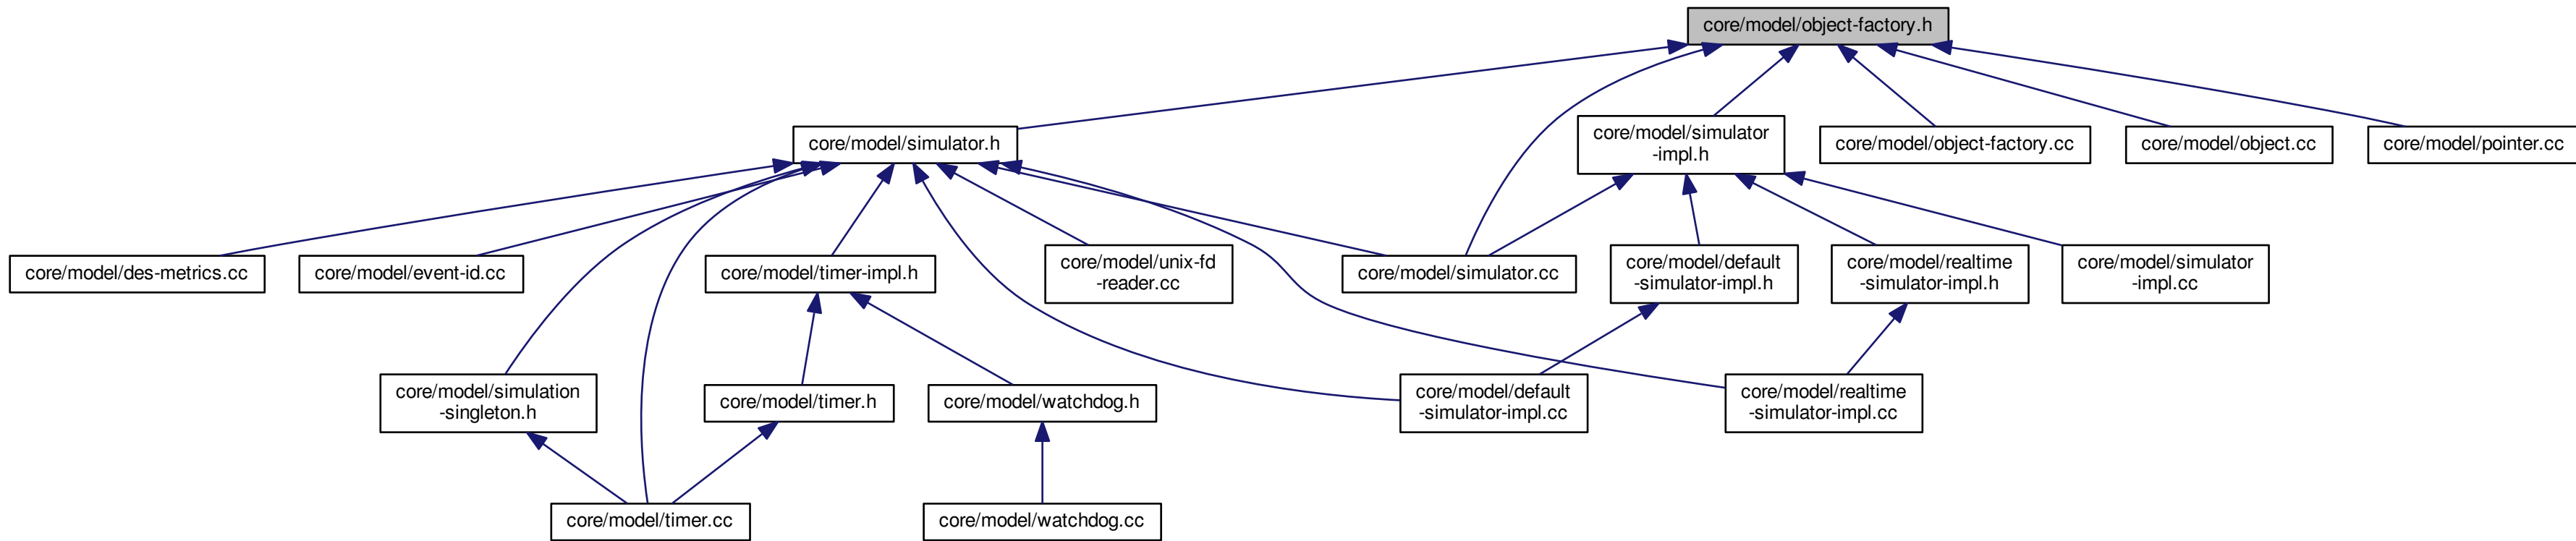 core/model/object-factory.h
core/model/simulator.h
core/model/simulator
-impl.h
core/model/object-factory.cc
core/model/object.cc
core/model/pointer.cc
core/model/des-metrics.cc
core/model/event-id.cc
core/model/timer-impl.h
core/model/unix-fd
-reader.cc
core/model/simulator.cc
core/model/default
-simulator-impl.h
core/model/realtime
-simulator-impl.h
core/model/simulator
-impl.cc
core/model/simulation
-singleton.h
core/model/timer.h
core/model/watchdog.h
core/model/default
-simulator-impl.cc
core/model/realtime
-simulator-impl.cc
core/model/timer.cc
core/model/watchdog.cc